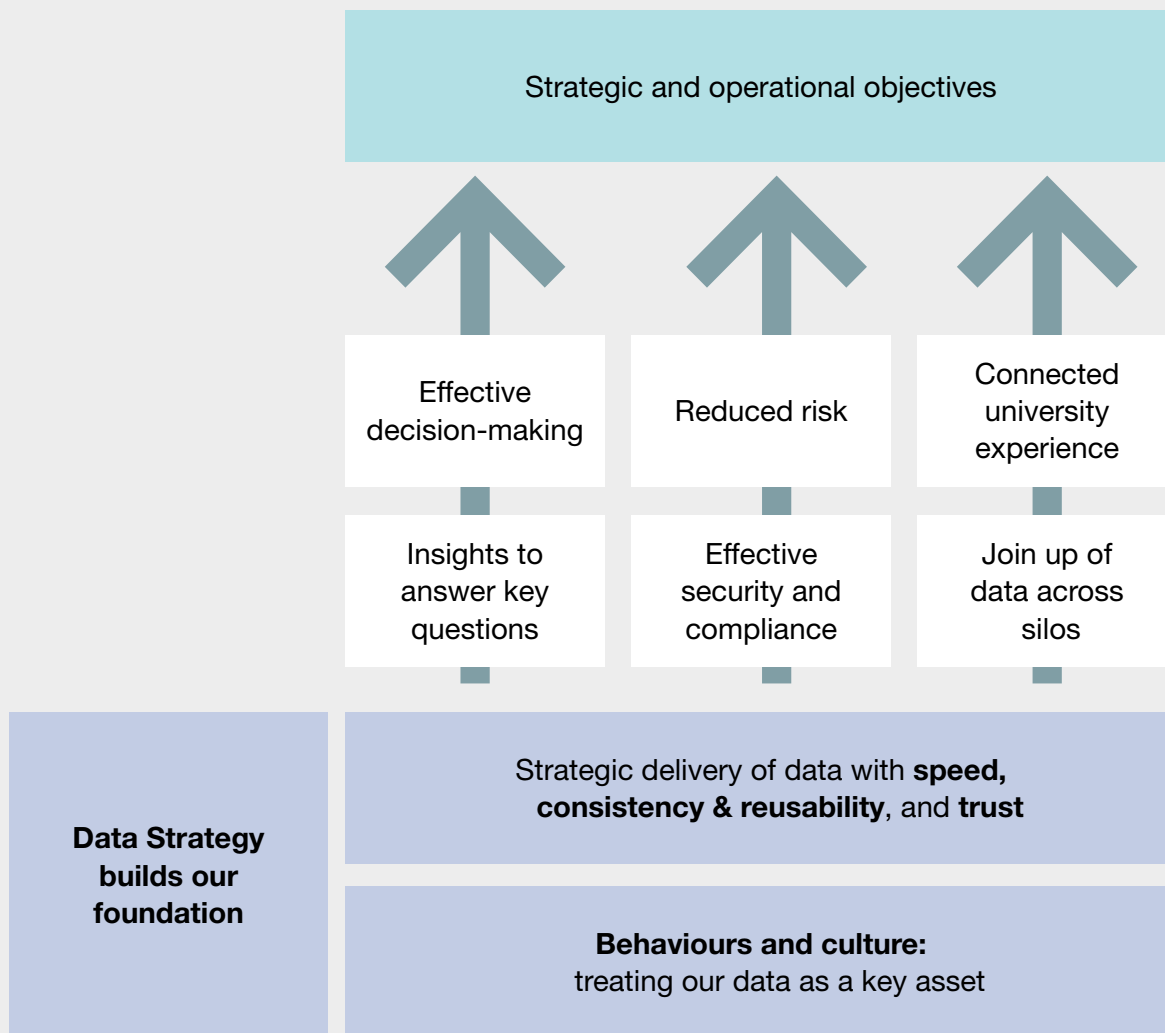 Strategic and operational objectives
Effective
decision-making
Reduced risk
Connected
university
experience
Insights to
answer key
questions
Effective
security and
compliance
Join up of
data across
silos
Data Strategy
builds our
foundation
Strategic delivery of data with speed,
consistency & reusability, and trust
Behaviours and culture:
treating our data as a key asset